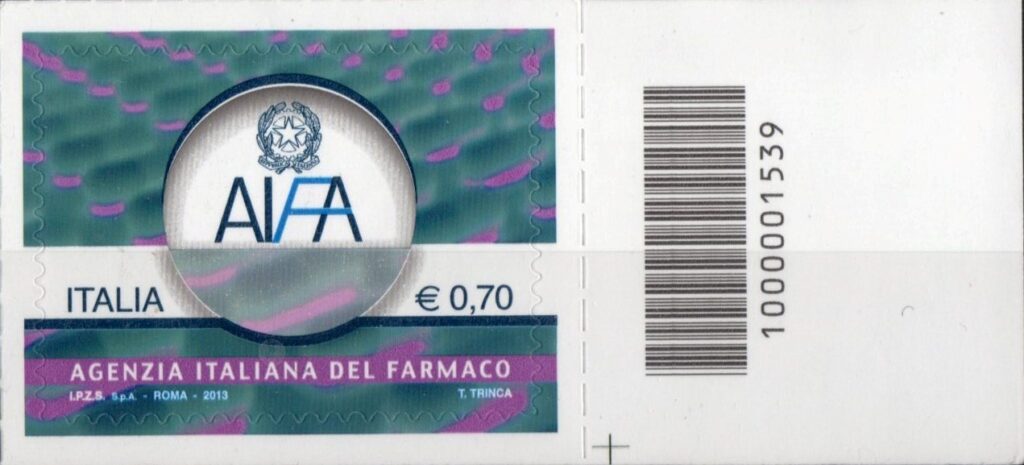 AIFA
ITALIA
€ 0,70
AGENZIA ITALIANA DEL FARMACO
I.P.Z.S. S.p.A. - ROMA - 2013
T. TRINCA
1000001539